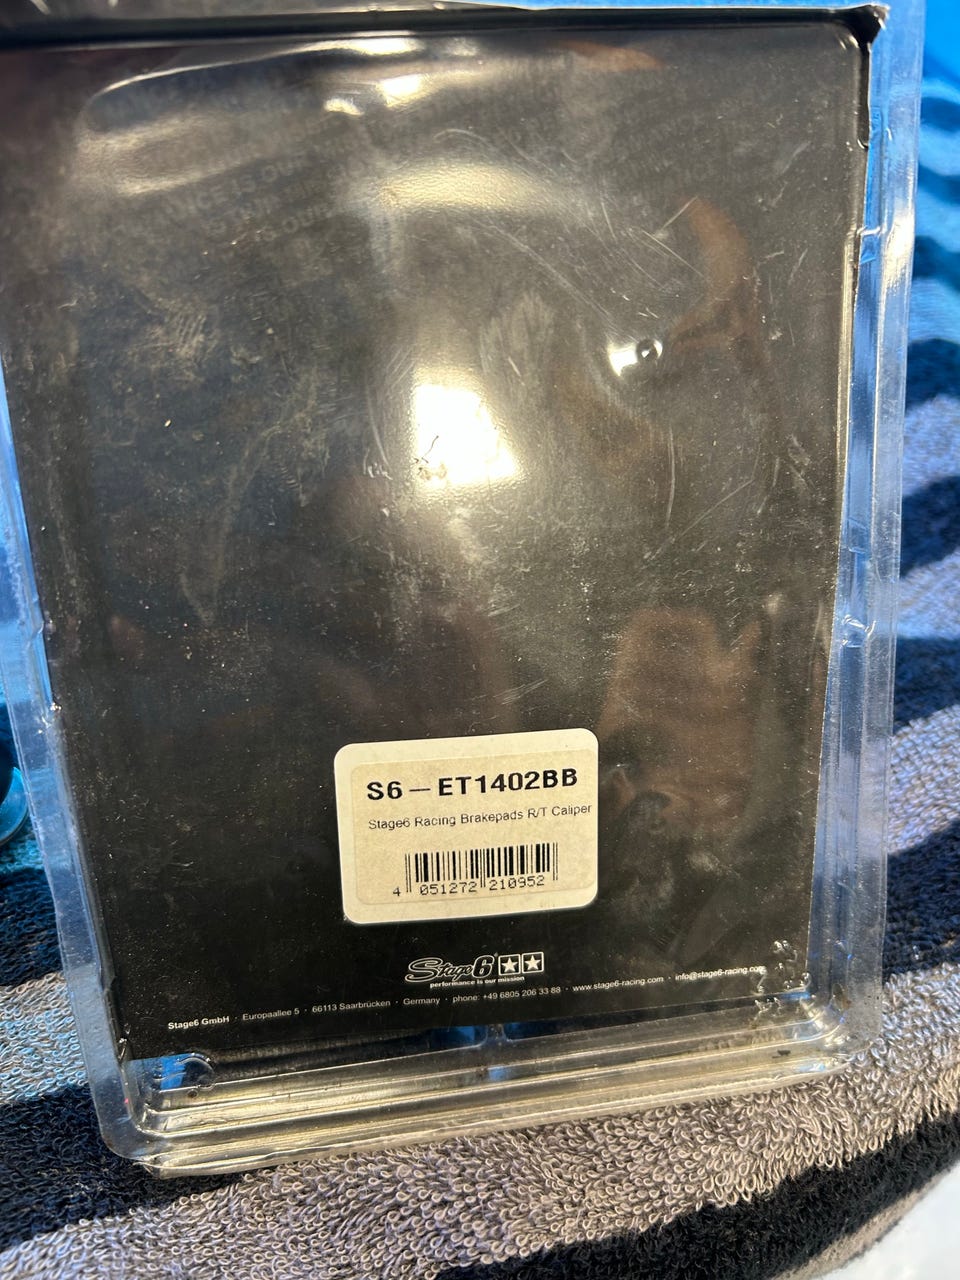 S6 — ET1402BB
Stage6 Racing Brakepads R/T Caliper
4 051272 210952
Stage6
performance is our mission
Stage6 GmbH · Europaallee 5 · 66113 Saarbrücken · Germany · phone: +49 6805 206 33 88 · www.stage6-racing.com · info@stage6-racing.com